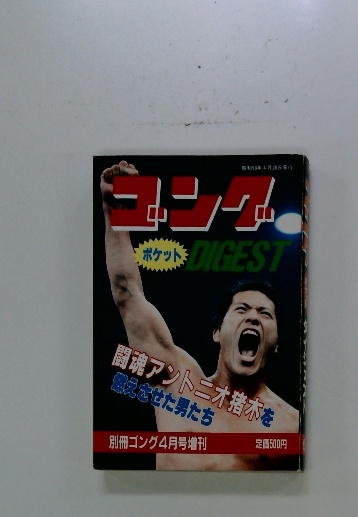 ゴング
ポケット
DIGEST
闘魂アントニオ猪木を
燃えさせた男たち
別冊ゴング4月号増刊
定価500円